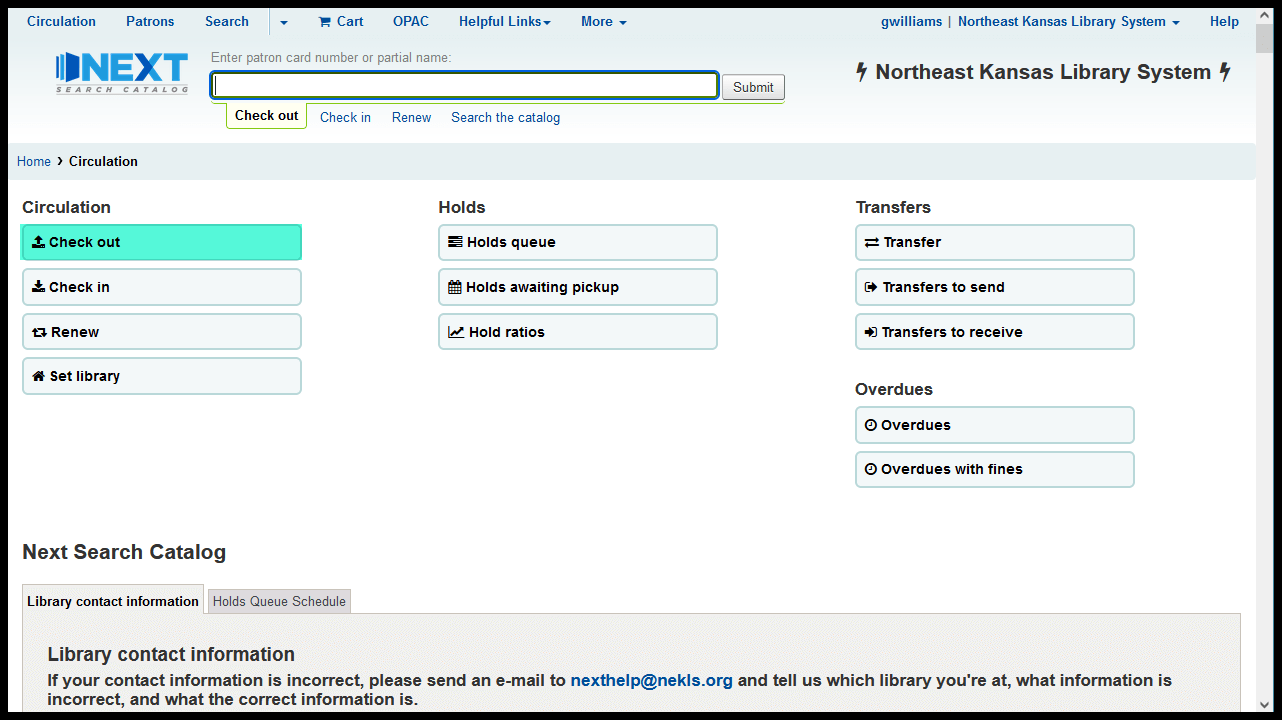 Circulation Patrons Search Cart OPAC Helpful Links More gwilliams | Northeast Kansas Library System Help
NEXT
SEARCH CATALOG
Enter patron card number or partial name:
Submit
Northeast Kansas Library System
Check out Check in Renew Search the catalog
Home › Circulation
Circulation
Check out
Check in
Renew
Set library
Holds
Holds queue
Holds awaiting pickup
Hold ratios
Transfers
Transfer
Transfers to send
Transfers to receive
Overdues
Overdues
Overdues with fines
Next Search Catalog
Library contact information Holds Queue Schedule
Library contact information
If your contact information is incorrect, please send an e-mail to nexthelp@nekls.org and tell us which library you're at, what information is
incorrect, and what the correct information is.